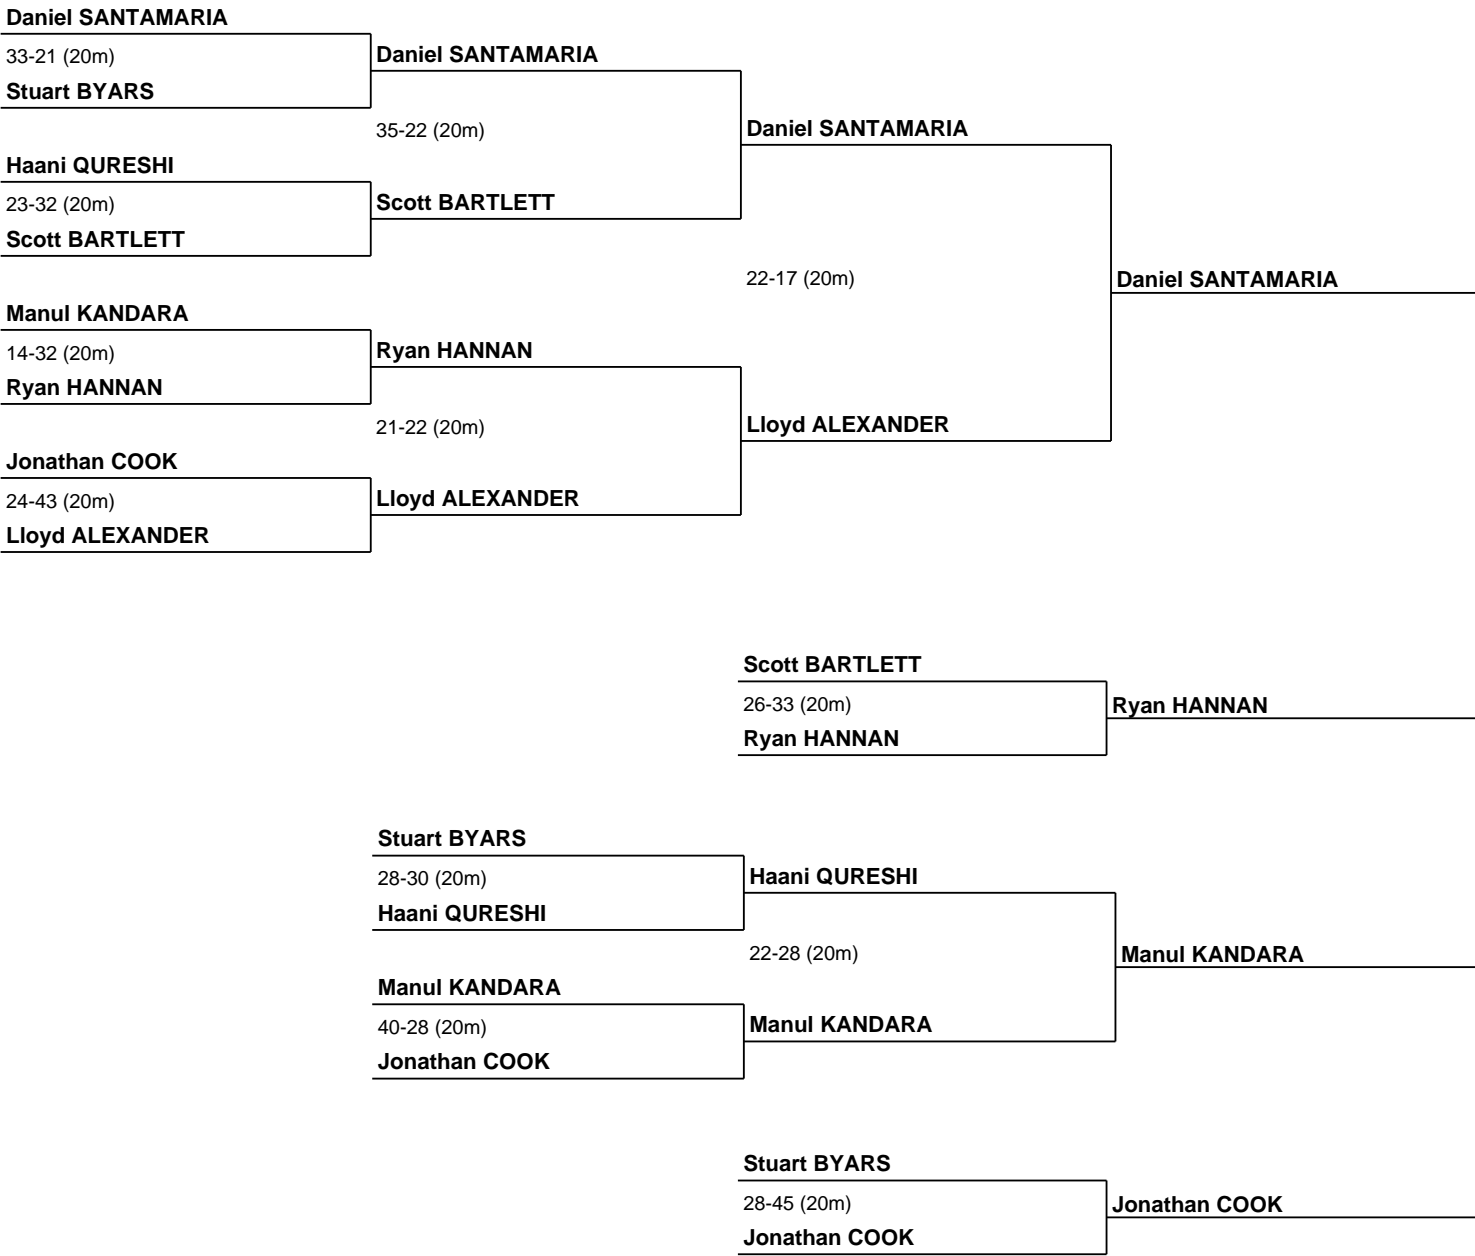 Daniel SANTAMARIA
33-21 (20m)
Daniel SANTAMARIA
Stuart BYARS
35-22 (20m)
Daniel SANTAMARIA
Haani QURESHI
23-32 (20m)
Scott BARTLETT
Scott BARTLETT
22-17 (20m)
Daniel SANTAMARIA
Manul KANDARA
14-32 (20m)
Ryan HANNAN
Ryan HANNAN
21-22 (20m)
Lloyd ALEXANDER
Jonathan COOK
24-43 (20m)
Lloyd ALEXANDER
Lloyd ALEXANDER
Scott BARTLETT
26-33 (20m)
Ryan HANNAN
Ryan HANNAN
Stuart BYARS
28-30 (20m)
Haani QURESHI
Haani QURESHI
22-28 (20m)
Manul KANDARA
Manul KANDARA
40-28 (20m)
Manul KANDARA
Jonathan COOK
Stuart BYARS
28-45 (20m)
Jonathan COOK
Jonathan COOK